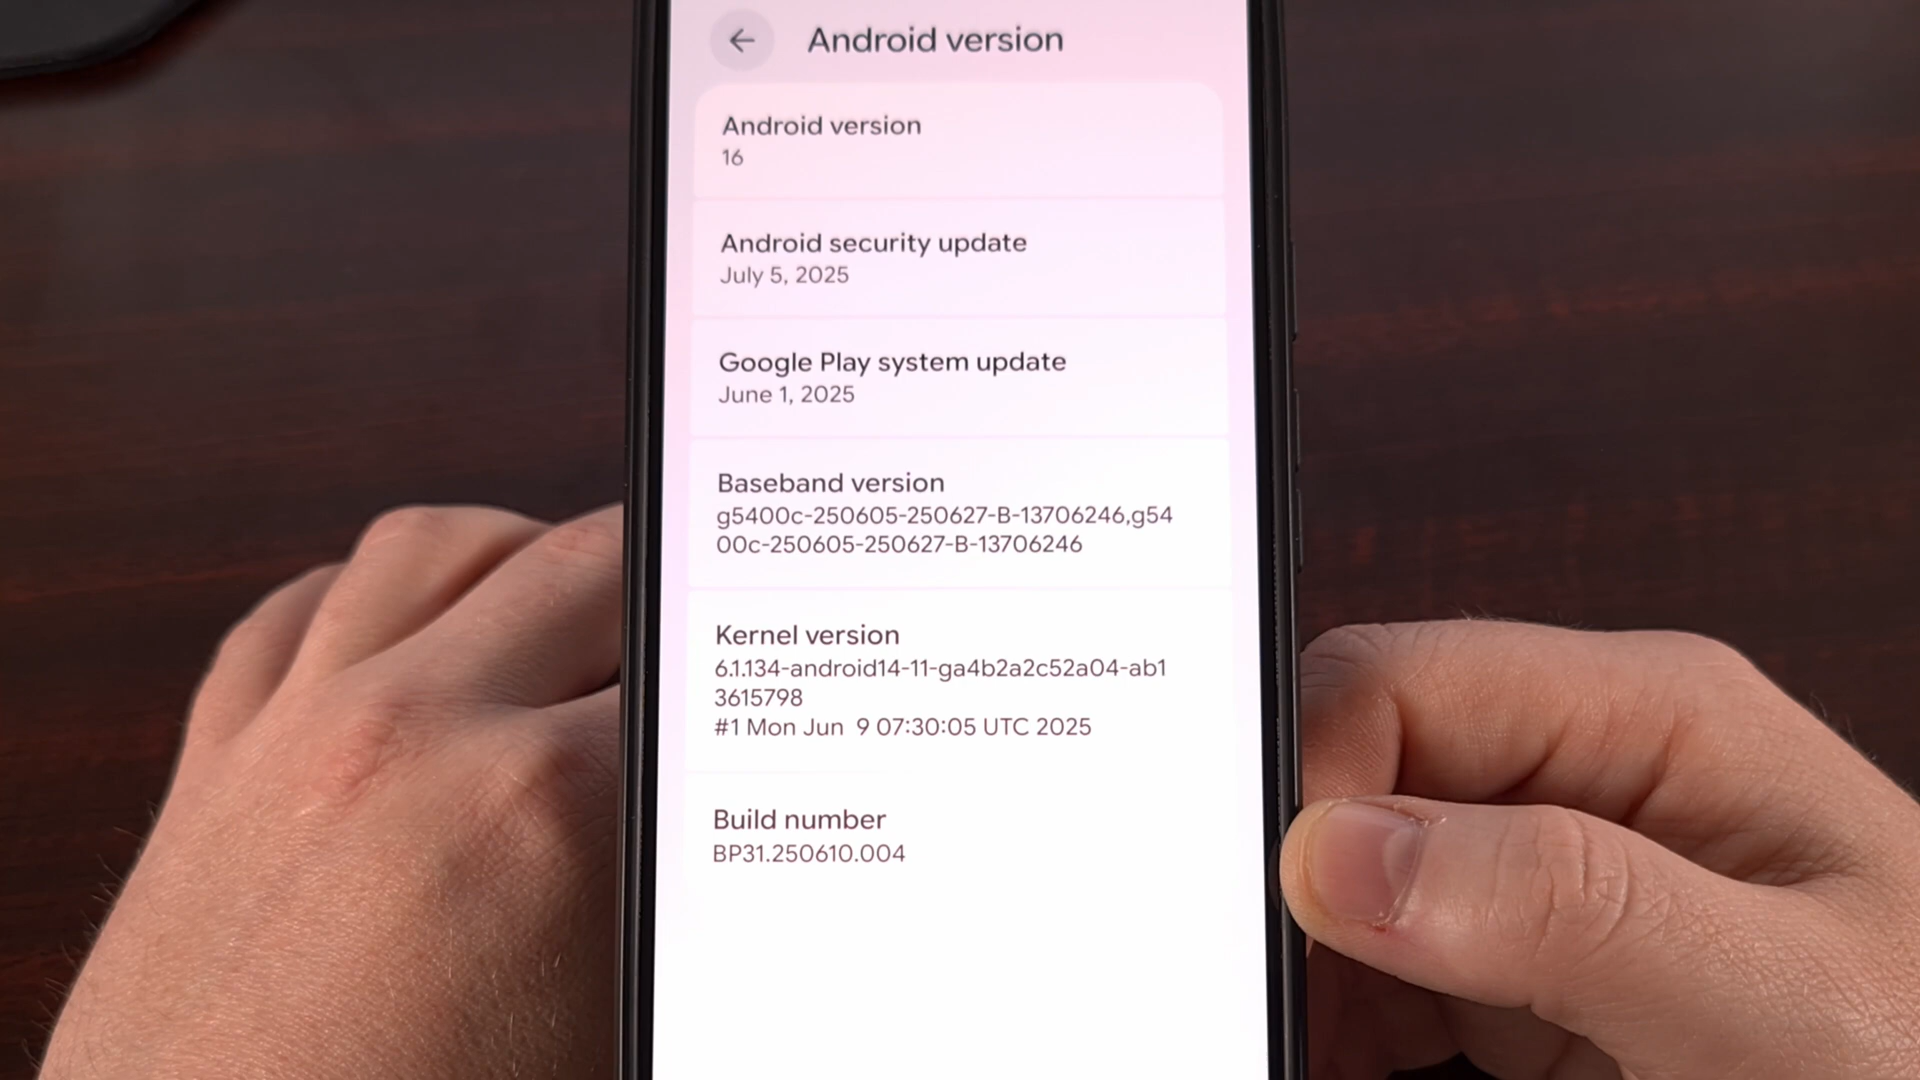 Android version
Android version
16
Android security update
July 5, 2025
Google Play system update
June 1, 2025
Baseband version
g5400c-250605-250627-B-13706246,g54
00c-250605-250627-B-13706246
Kernel version
6.1.134-android14-11-ga4b2a2c52a04-ab1
3615798
#1 Mon Jun  9 07:30:05 UTC 2025
Build number
BP31.250610.004